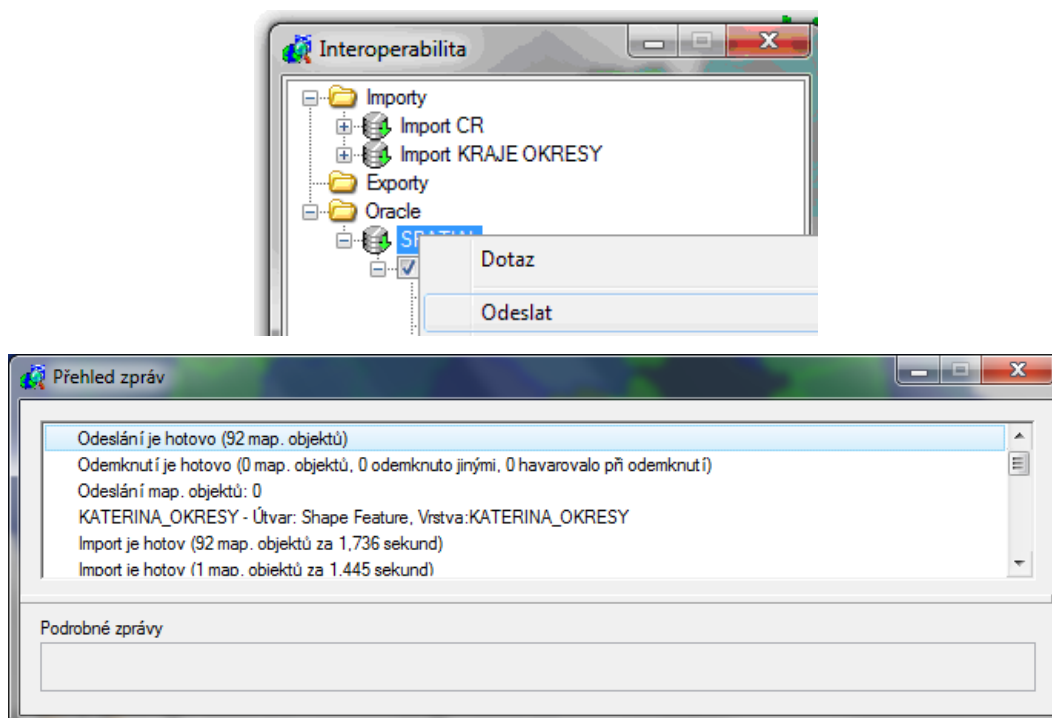 Interoperabilita
Importy
Import CR
Import KRAJE OKRESY
Exporty
Oracle
Dotaz
Odeslat
Přehled zpráv
Odeslání je hotovo (92 map. objektů)
Odemknutí je hotovo (0 map. objektů, 0 odemknuto jinými, 0 havarovalo při odemknutí)
Odeslání map. objektů: 0
KATERINA_OKRESY - Útvar: Shape Feature, Vrstva:KATERINA_OKRESY
Import je hotov (92 map. objektů za 1,736 sekund)
Import je hotov (1 map. objektů za 1.445 sekund)
Podrobné zprávy